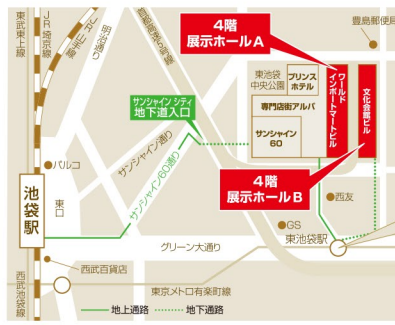 東武東上線
JR埼京線
JR山手線
明治通り
首都高速5号線
4階
展示ホールA
豊島郵便局
東池袋
中央公園
プリンス
ホテル
ワールド
インポートマートビル
文化会館ビル
サンシャイン シティ
地下道入口
専門店街アルパ
サンシャイン
60
サンシャイン通り
パルコ
サンシャイン60通り
4階
展示ホールB
池袋駅
東口
西友
GS
東池袋駅
グリーン大通り
西武百貨店
西武池袋線
東京メトロ有楽町線
地上通路
地下通路